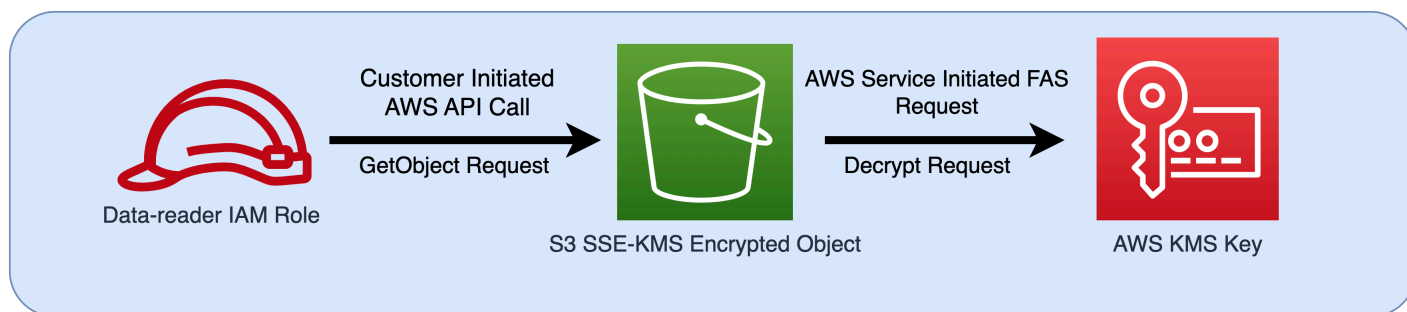 Customer Initiated
AWS API Call
GetObject Request
Data-reader IAM Role
S3 SSE-KMS Encrypted Object
AWS Service Initiated FAS
Request
Decrypt Request
AWS KMS Key